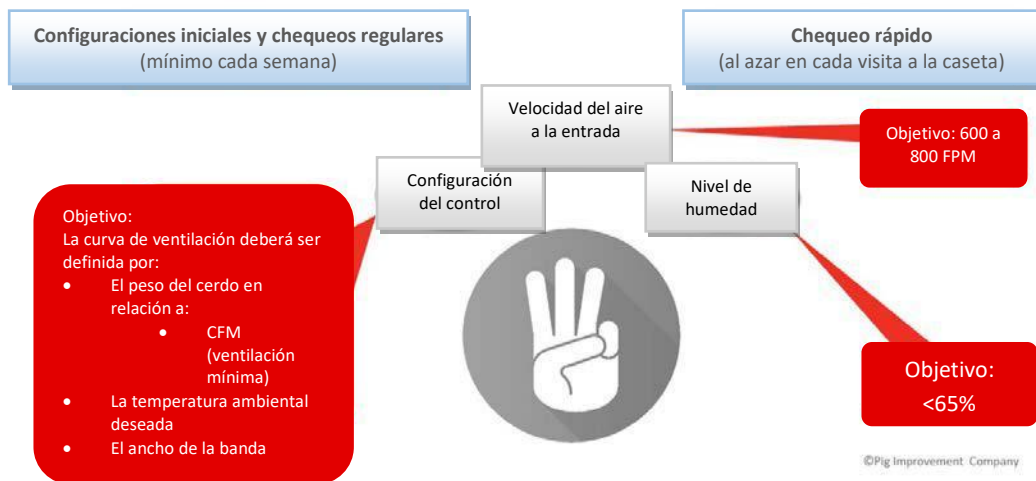 Configuraciones iniciales y chequeos regulares
(mínimo cada semana)
Chequeo rápido
(al azar en cada visita a la caseta)
Velocidad del aire
a la entrada
Objetivo: 600 a
800 FPM
Configuración
del control
Nivel de
humedad
Objetivo:
La curva de ventilación deberá ser
definida por:
• El peso del cerdo en
relación a:
• CFM
(ventilación
mínima)
• La temperatura ambiental
deseada
• El ancho de la banda
Objetivo:
<65%
©Pig Improvement Company